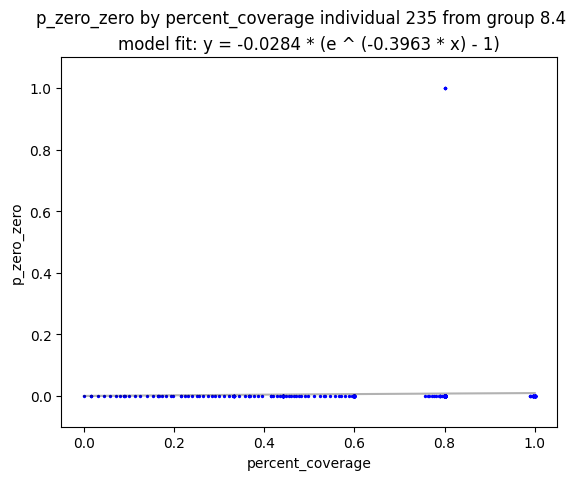 p_zero_zero by percent_coverage individual 235 from group 8.4
model fit: y = -0.0284 * (e ^ (-0.3963 * x) - 1)
1.0
0.8
0.6
0.4
0.2
0.0
p_zero_zero
0.0 0.2 0.4 0.6 0.8 1.0
percent_coverage